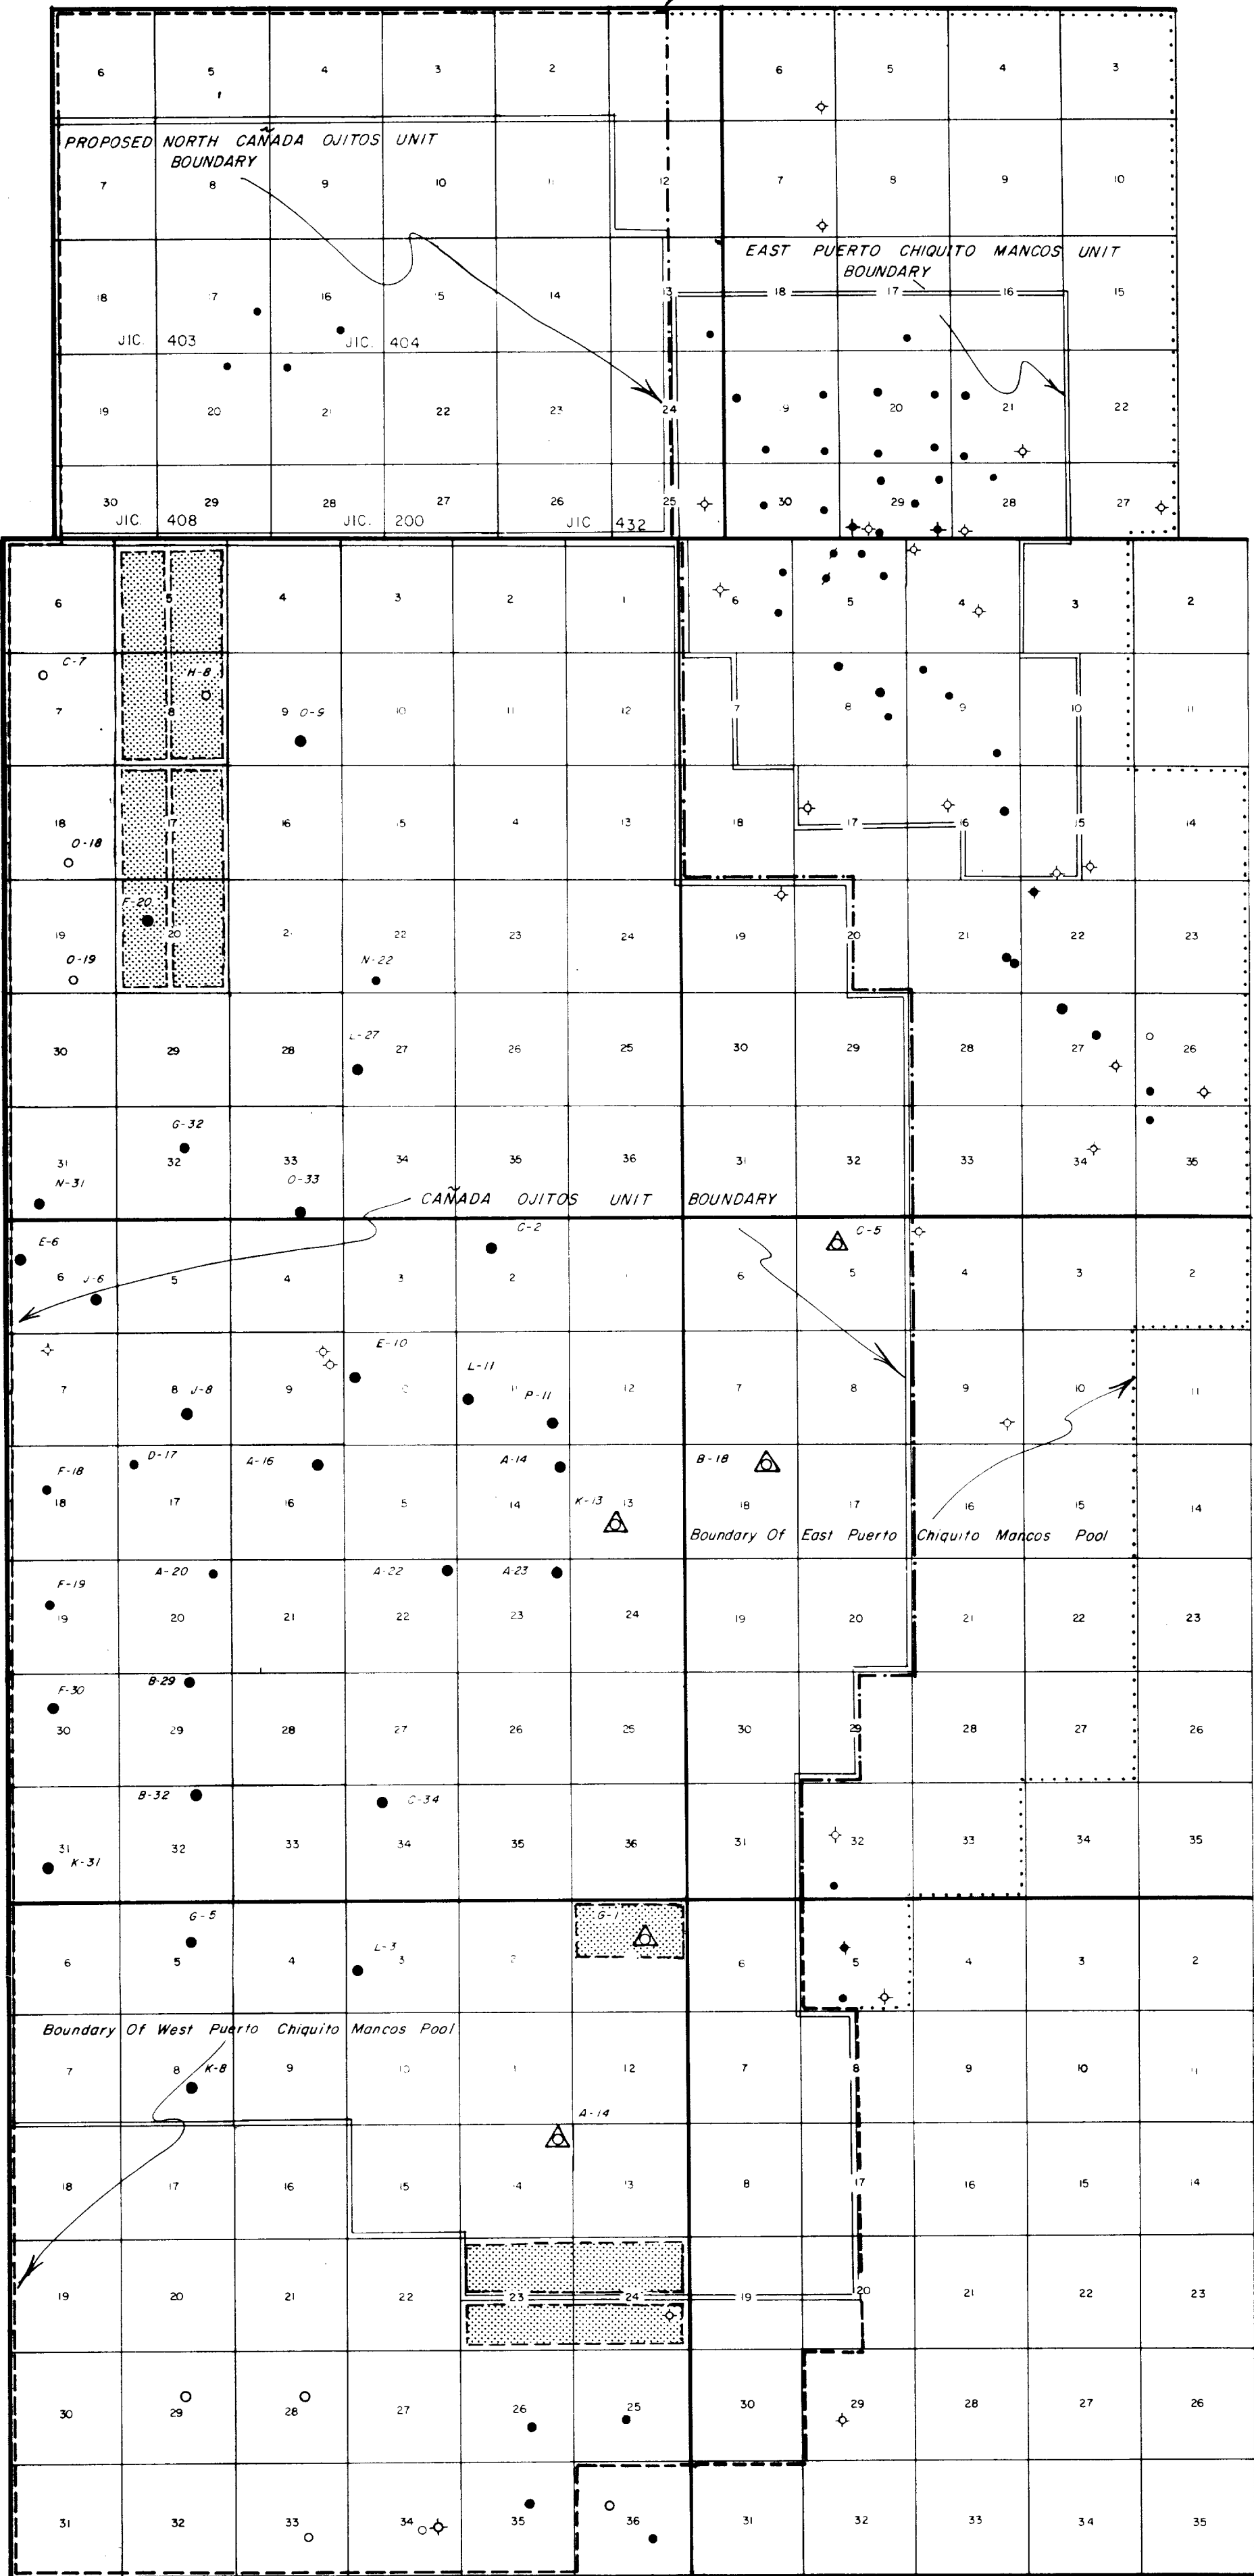 6 5 4 3 2 1 6 5 4 3
PROPOSED NORTH CAÑADA OJITOS UNIT
BOUNDARY
7 8 9 10 11 12 7 8 9 10
EAST PUERTO CHIQUITO MANCOS UNIT
BOUNDARY
18 17 16 15 14 13 18 17 16 15
JIC. 403 JIC. 404
19 20 21 22 23 24 19 20 21 22
30 29 28 27 26 25 30 29 28 27
JIC. 408 JIC. 200 JIC 432
6 5 4 3 2 1 6 5 4 3 2
C-7 H-8
7 8 9 O-9 10 11 12 7 8 9 10 11
18 17 16 15 14 13 18 17 16 15 14
O-18
F-20
19 20 21 22 23 24 19 20 21 22 23
O-19 N-22
L-27
30 29 28 27 26 25 30 29 28 27 26
G-32
31 32 33 34 35 36 31 32 33 34 35
N-31 O-33
CAÑADA OJITOS UNIT BOUNDARY
E-6 C-2 C-5
6 J-6 5 4 3 2 1 6 5 4 3 2
E-10
L-11
7 8 J-8 9 11 P-11 12 7 8 9 10 11
F-18 D-17 A-16 A-14 B-18
18 17 16 15 14 K-13 13 18 17 16 15 14
Boundary Of East Puerto Chiquito Mancos Pool
F-19 A-20 A-22 A-23
19 20 21 22 23 24 19 20 21 22 23
F-30 B-29
30 29 28 27 26 25 30 29 28 27 26
B-32 C-34
31 32 33 34 35 36 31 32 33 34 35
K-31
G-5 G-1
L-3
6 5 4 3 2 6 5 4 3 2
Boundary Of West Puerto Chiquito Mancos Pool
7 8 K-8 9 10 12 7 8 9 10 11
A-14
18 17 16 15 14 13 8 17 16 15 14
19 20 21 22 23 24 19 20 21 22 23
30 29 28 27 26 25 30 29 28 27 26
31 32 33 34 35 36 31 32 33 34 35